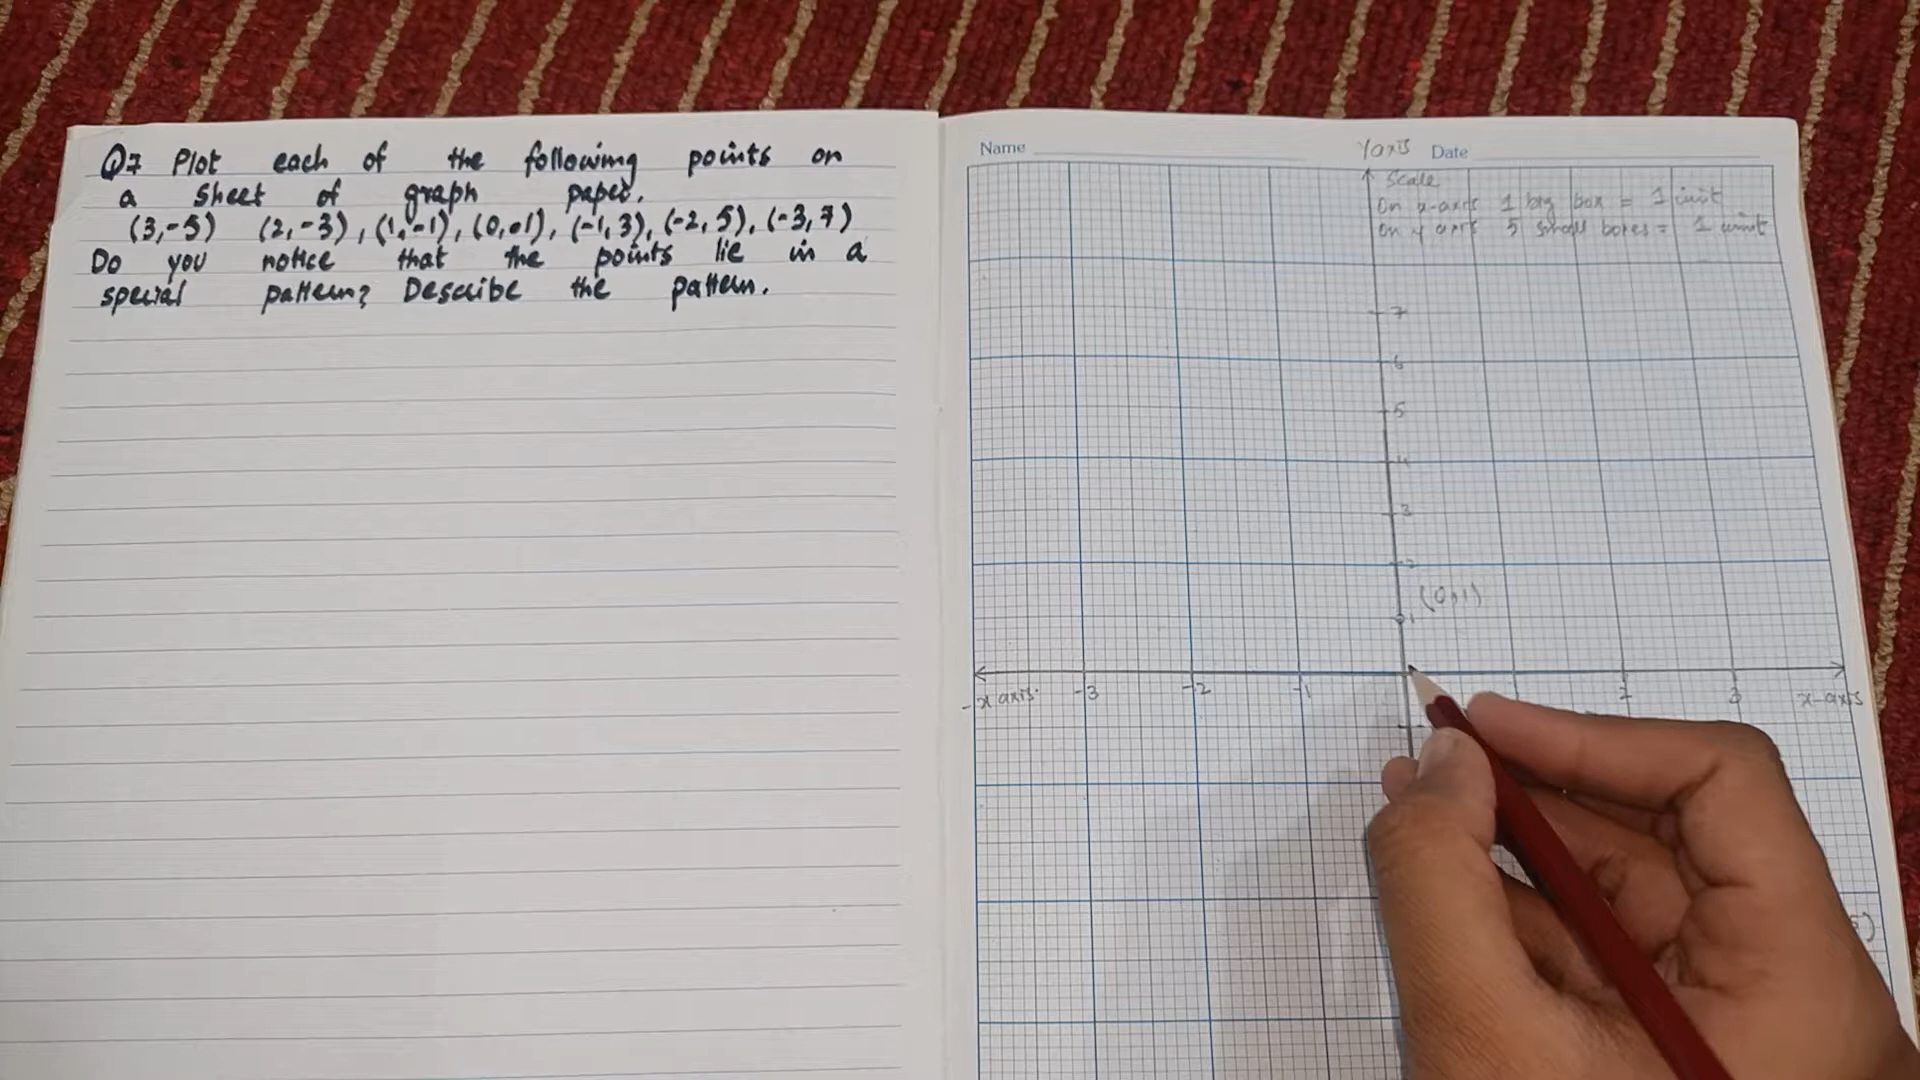 Q7 Plot each of the following points on
a sheet of graph paper.
(3,-5) (2,-3), (1,-1), (0,1), (-1,3), (-2,5), (-3,7)
Do you notice that the points lie in a
special pattern? Describe the pattern.
Name
Y axis
Date
Scale
On x-axis 1 big box = 1 unit
On y axis 5 small boxes = 1 unit
7
6
5
4
3
2
(0,1)
1
-3 -2 -1 2 3
-x axis x-axis
5)